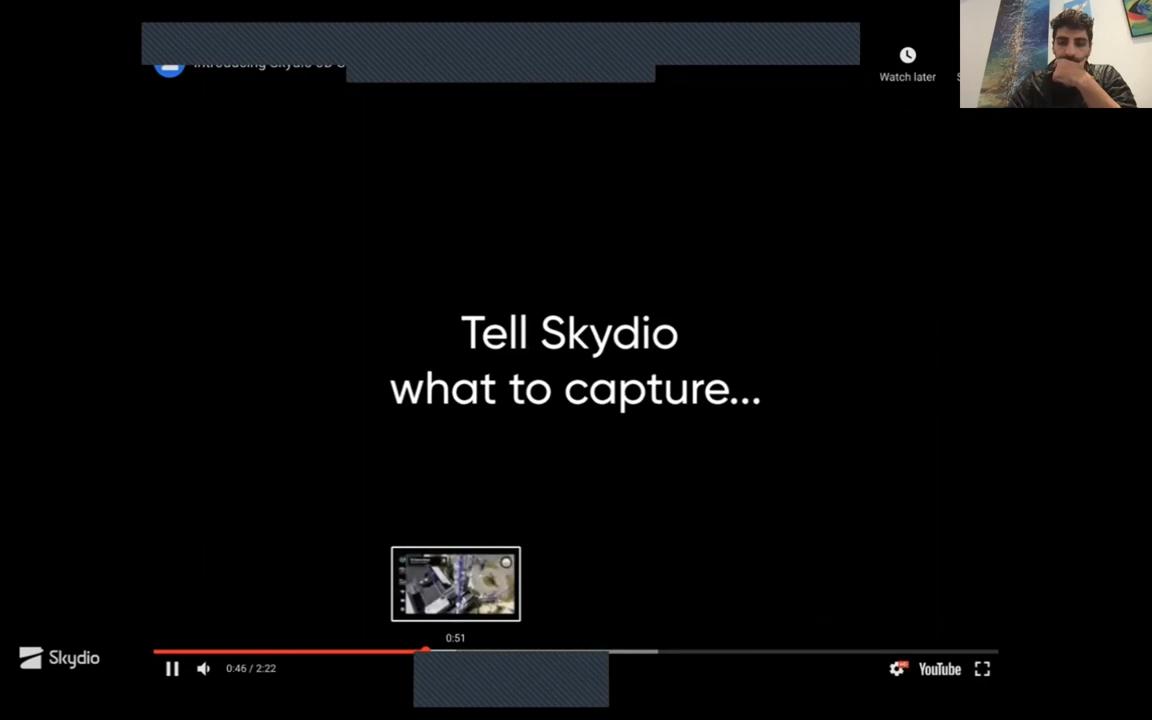 Watch later
Tell Skydio
what to capture...
0:51
Skydio
0:46 / 2:22
YouTube